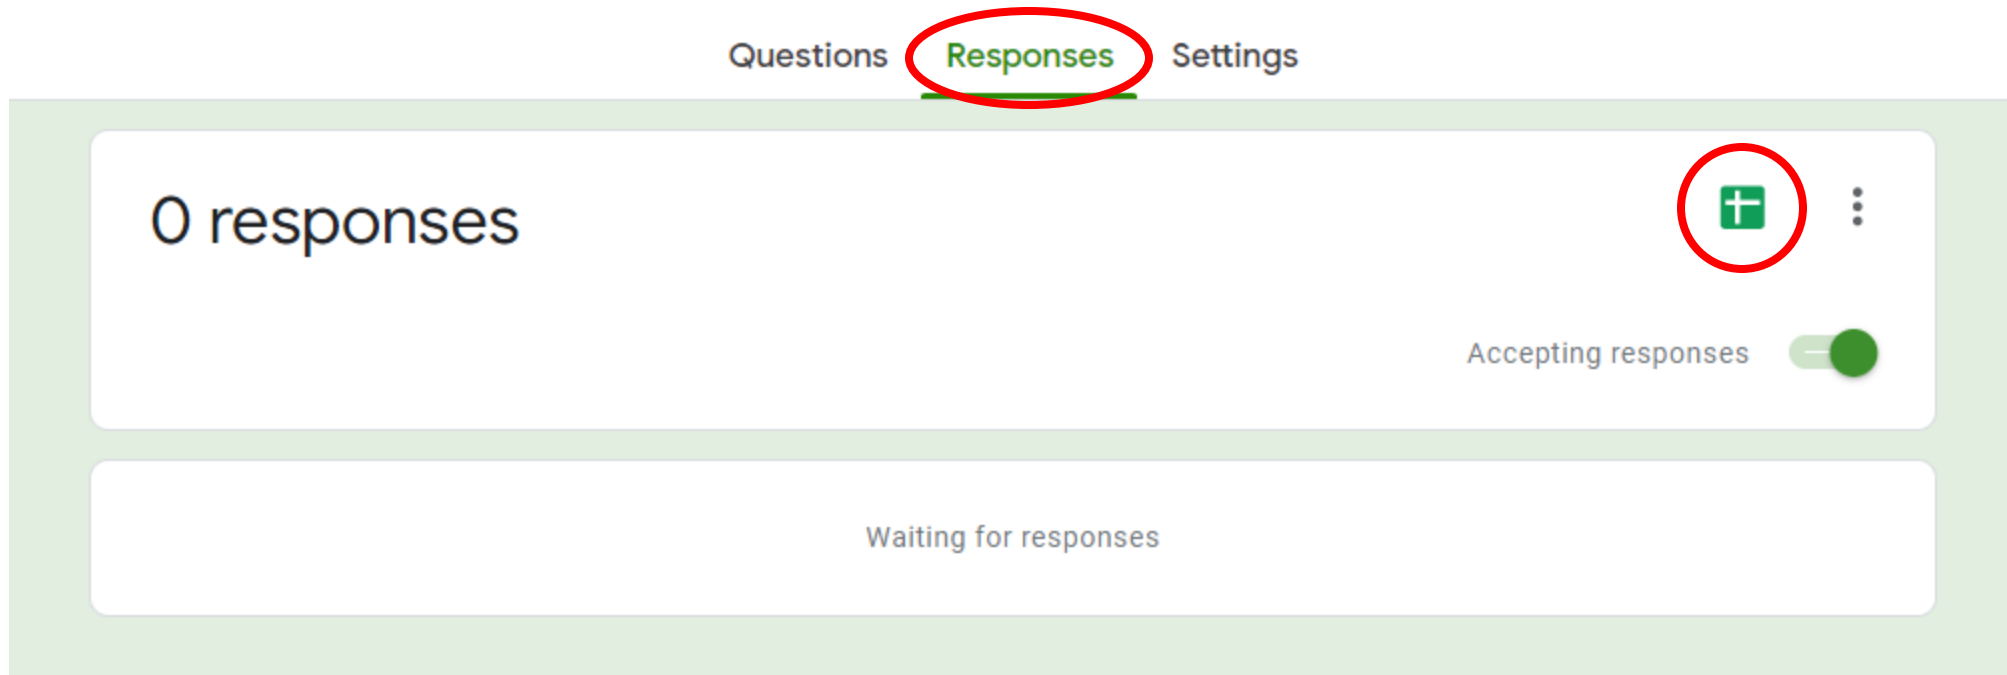 Questions Responses Settings
0 responses
Accepting responses
Waiting for responses